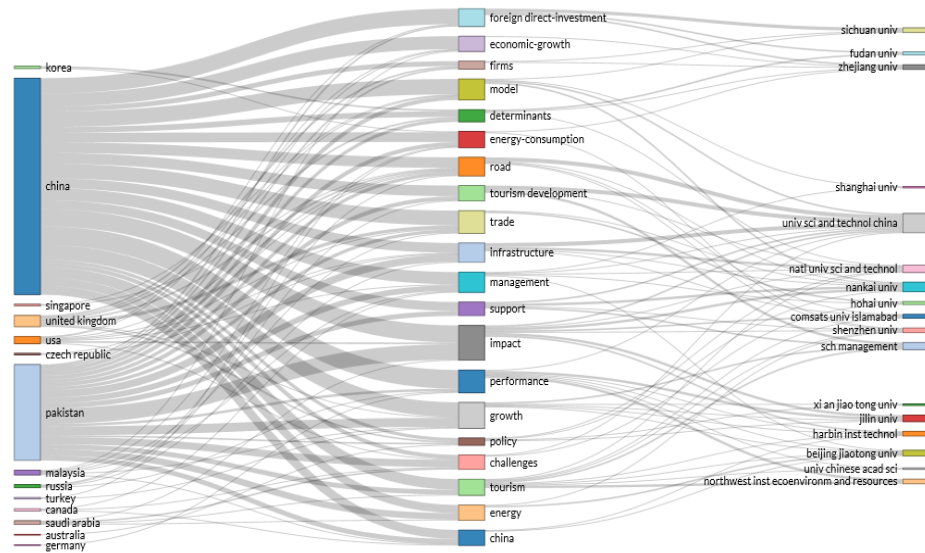 korea
china
singapore
united kingdom
usa
czech republic
pakistan
malaysia
russia
turkey
canada
saudi arabia
australia
germany
foreign direct-investment
economic-growth
firms
model
determinants
energy-consumption
road
tourism development
trade
infrastructure
management
support
impact
performance
growth
policy
challenges
tourism
energy
china
sichuan univ
fudan univ
zhejiang univ
shanghai univ
univ sci and technol china
natl univ sci and technol
nankai univ
hohai univ
comsats univ islamabad
shenzhen univ
sch management
xi an jiao tong univ
jilin univ
harbin inst technol
beijing jiaotong univ
univ chinese acad sci
northwest inst ecoenvironm and resources